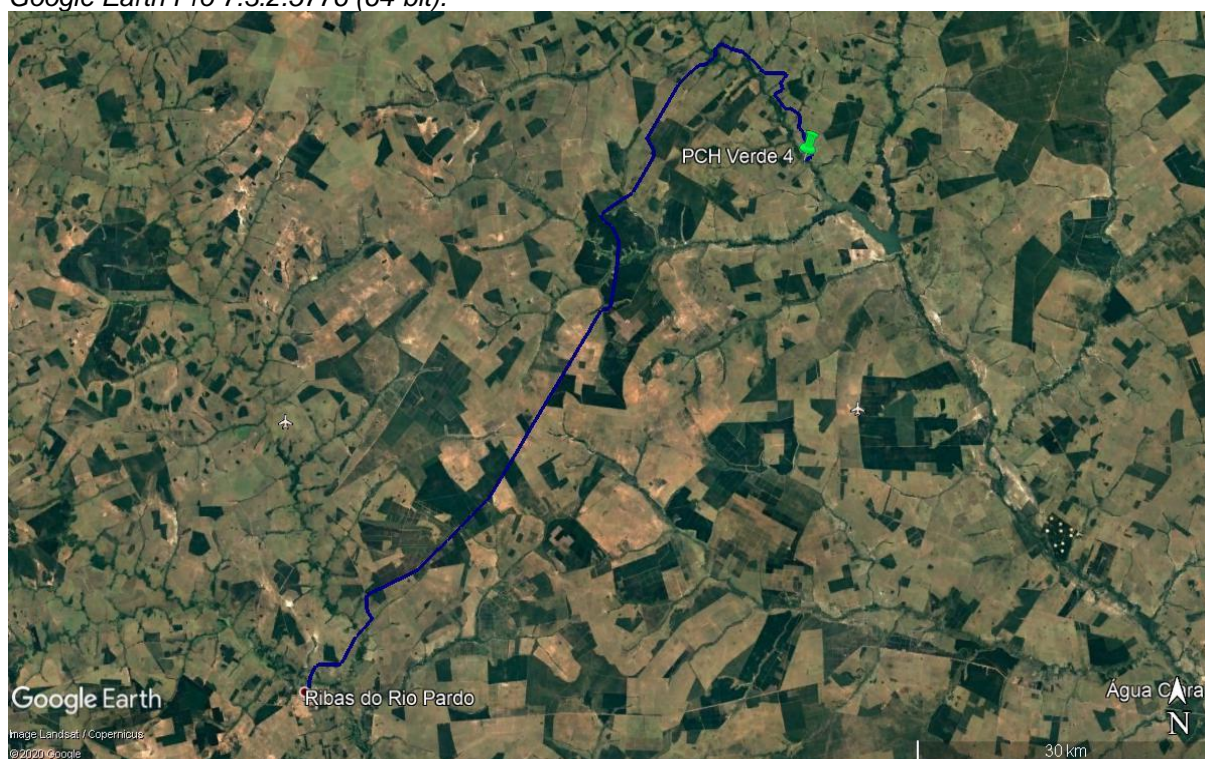 Google Earth Pro 7.3.2.5776 (64-bit).
PCH Verde 4
Ribas do Rio Pardo
Água Clara
Google Earth
N
Image Landsat / Copernicus
©2020 Google
30 km